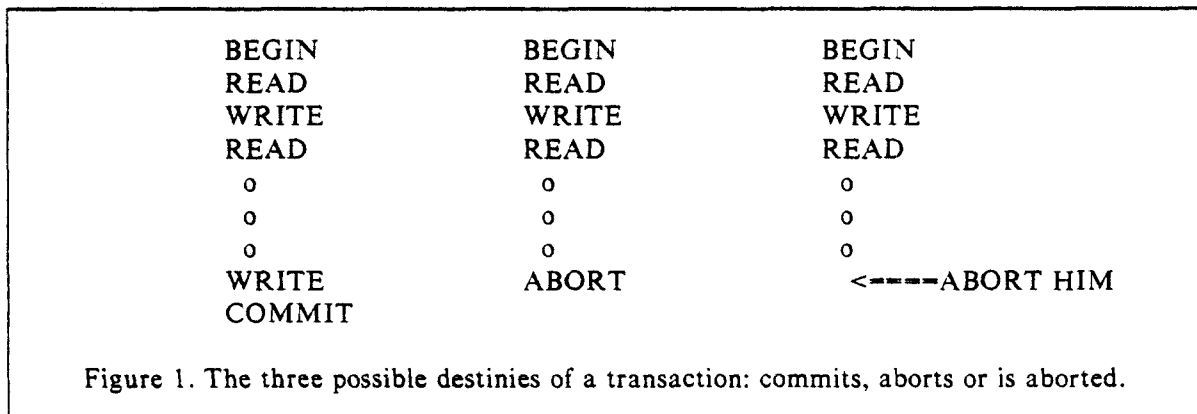 BEGIN BEGIN BEGIN
READ READ READ
WRITE WRITE WRITE
READ READ READ
o o o
o o o
o o o
WRITE ABORT <----ABORT HIM
COMMIT
Figure 1. The three possible destinies of a transaction: commits, aborts or is aborted.